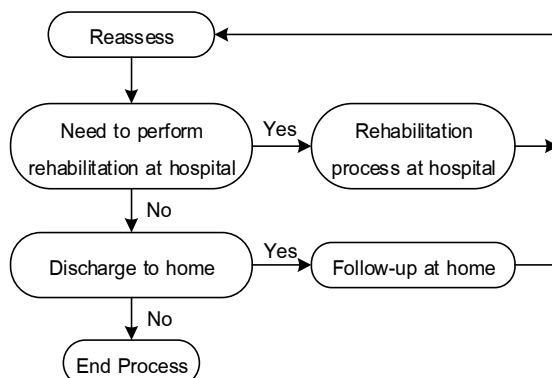 Reassess
Need to perform
rehabilitation at hospital
Yes
Rehabilitation
process at hospital
No
Discharge to home
Yes
Follow-up at home
No
End Process